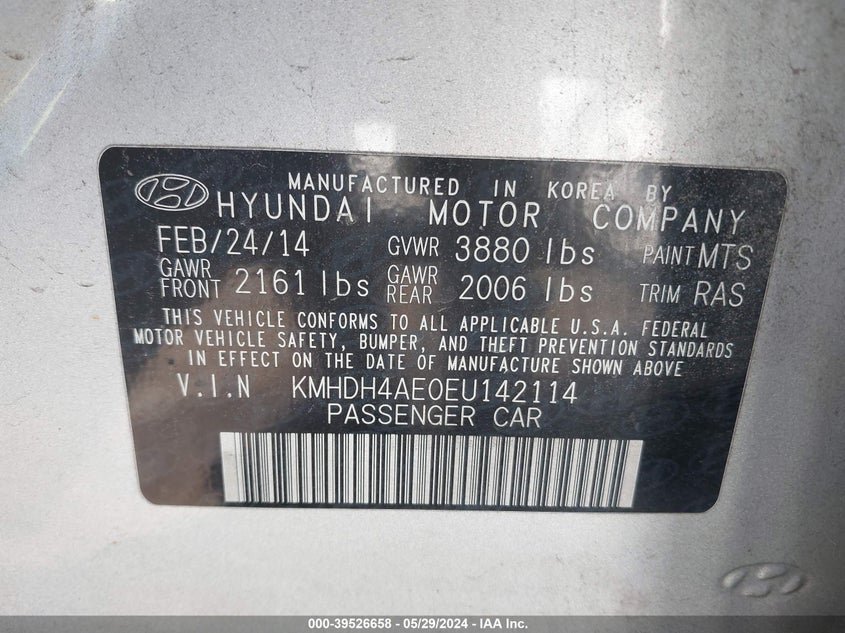 MANUFACTURED IN KOREA BY
HYUNDAI MOTOR COMPANY
FEB/24/14 GVWR 3880 lbs PAINT MTS
GAWR FRONT 2161 lbs GAWR REAR 2006 lbs TRIM RAS
THIS VEHICLE CONFORMS TO ALL APPLICABLE U.S.A. FEDERAL
MOTOR VEHICLE SAFETY, BUMPER, AND THEFT PREVENTION STANDARDS
IN EFFECT ON THE DATE OF MANUFACTURE SHOWN ABOVE
V.I.N KMHDH4AE0EU142114
PASSENGER CAR
000-39526658 - 05/29/2024 - IAA Inc.